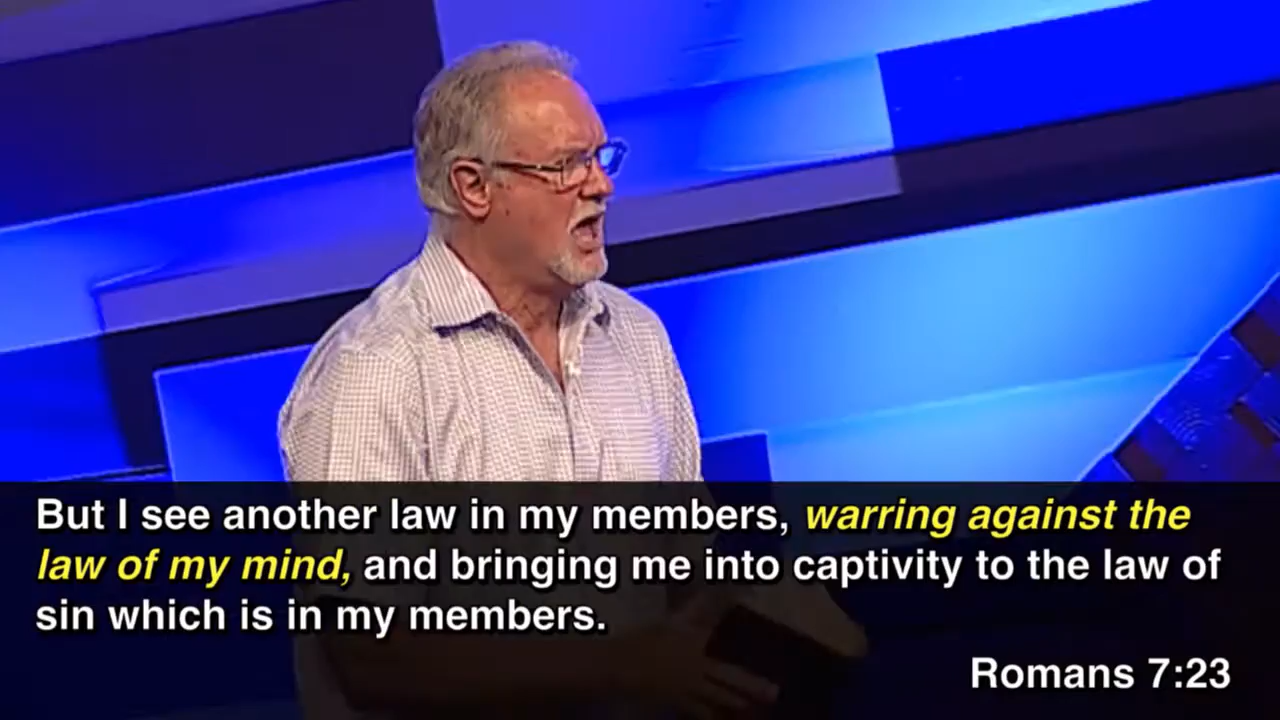 But I see another law in my members, warring against the
law of my mind, and bringing me into captivity to the law of
sin which is in my members.
Romans 7:23